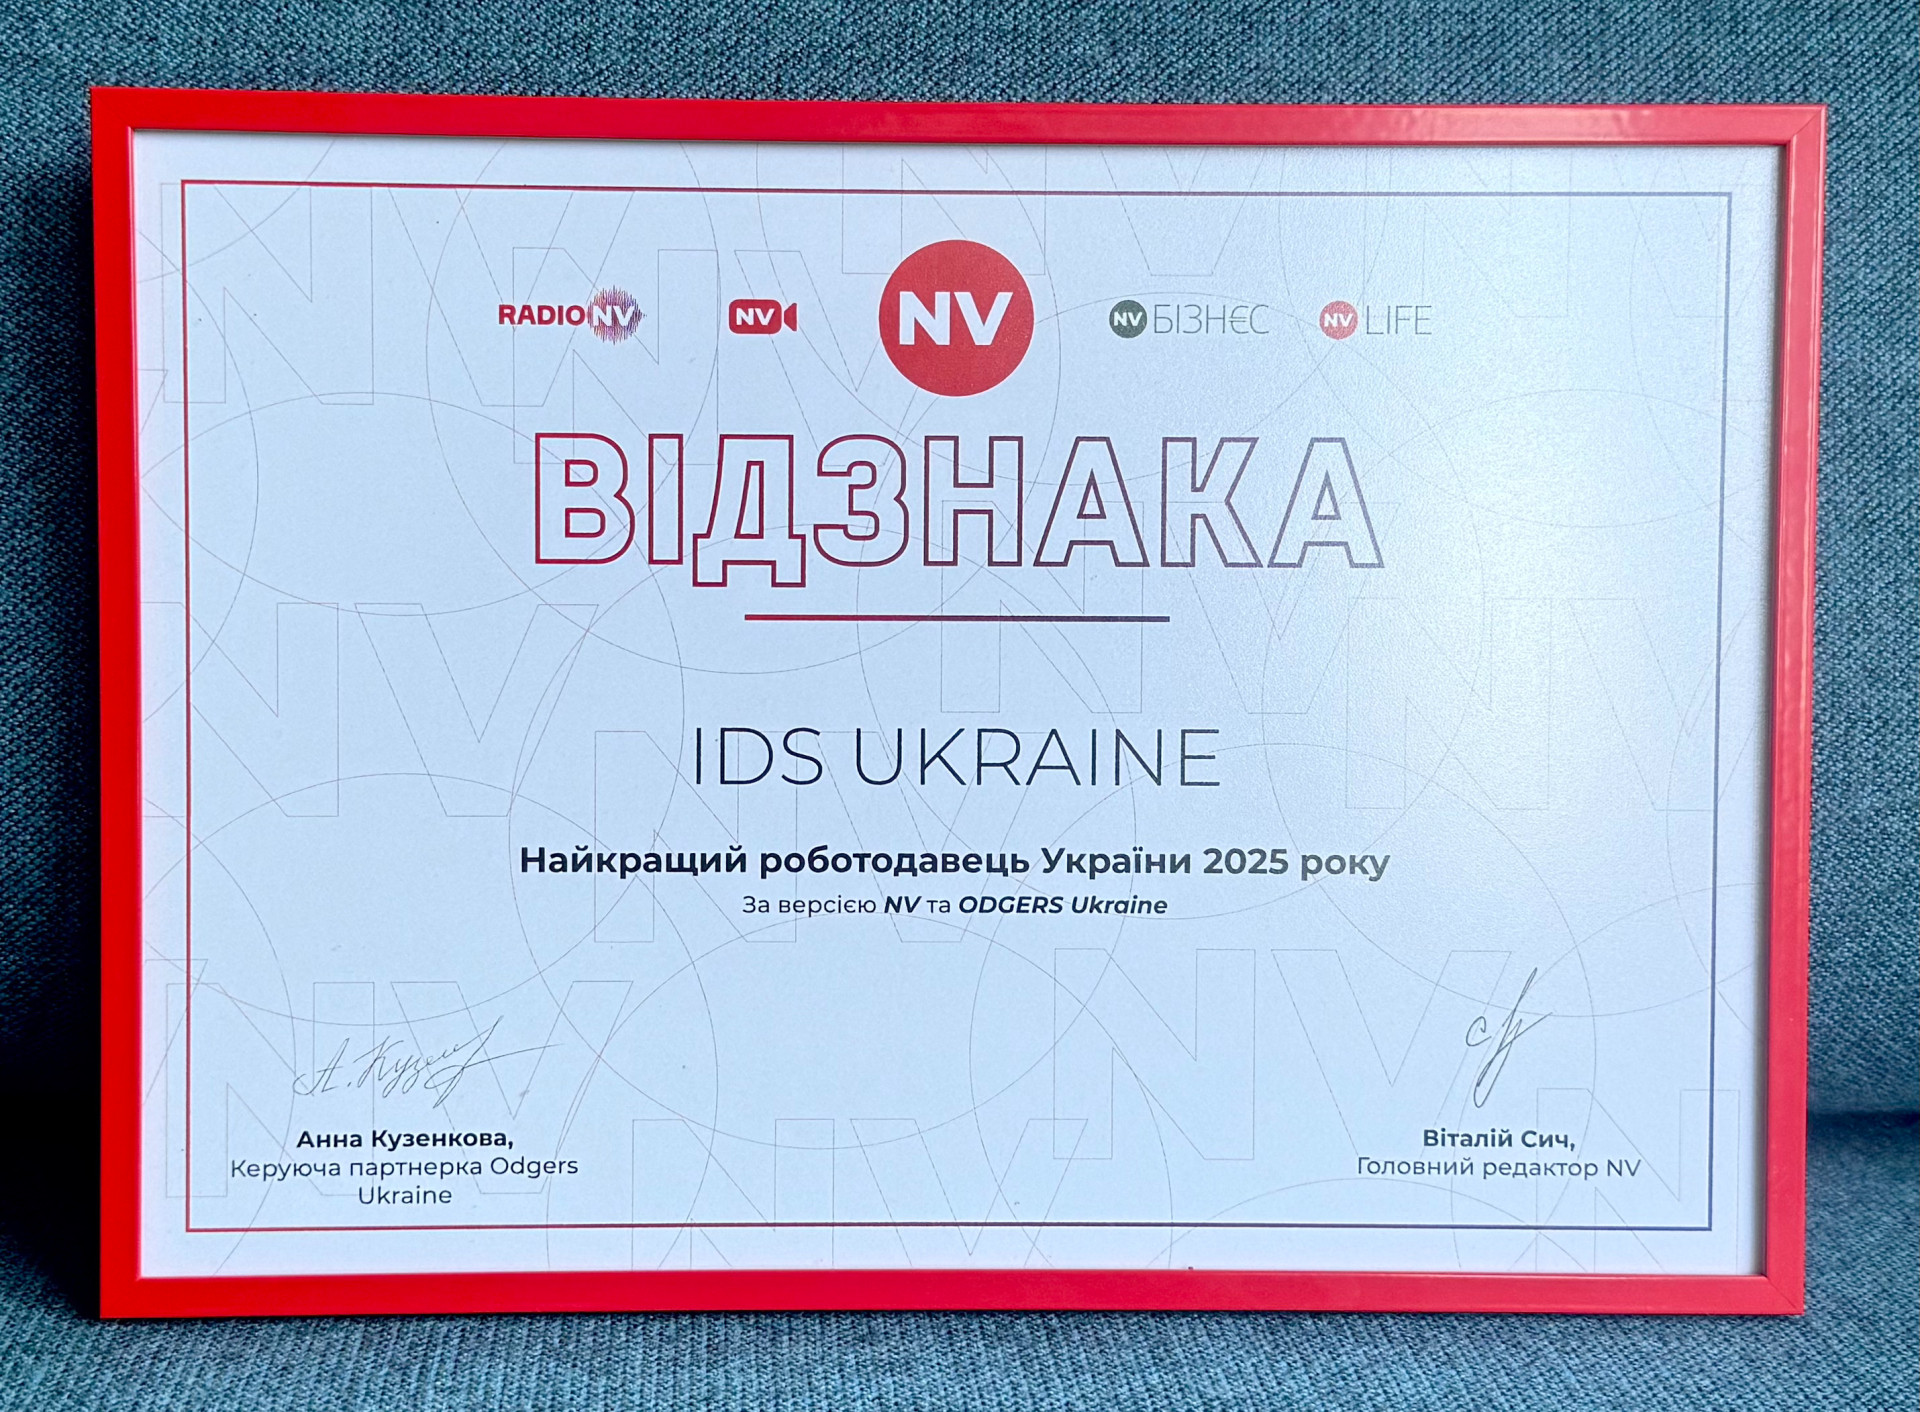 RADIO NV
NV
NV
NV БІЗНЄС
NV LIFE
ВІДЗНАКА
IDS UKRAINE
Найкращий роботодавець України 2025 року
За версією NV та ODGERS Ukraine
Анна Кузенкова,
Керуюча партнерка Odgers
Ukraine
Віталій Сич,
Головний редактор NV